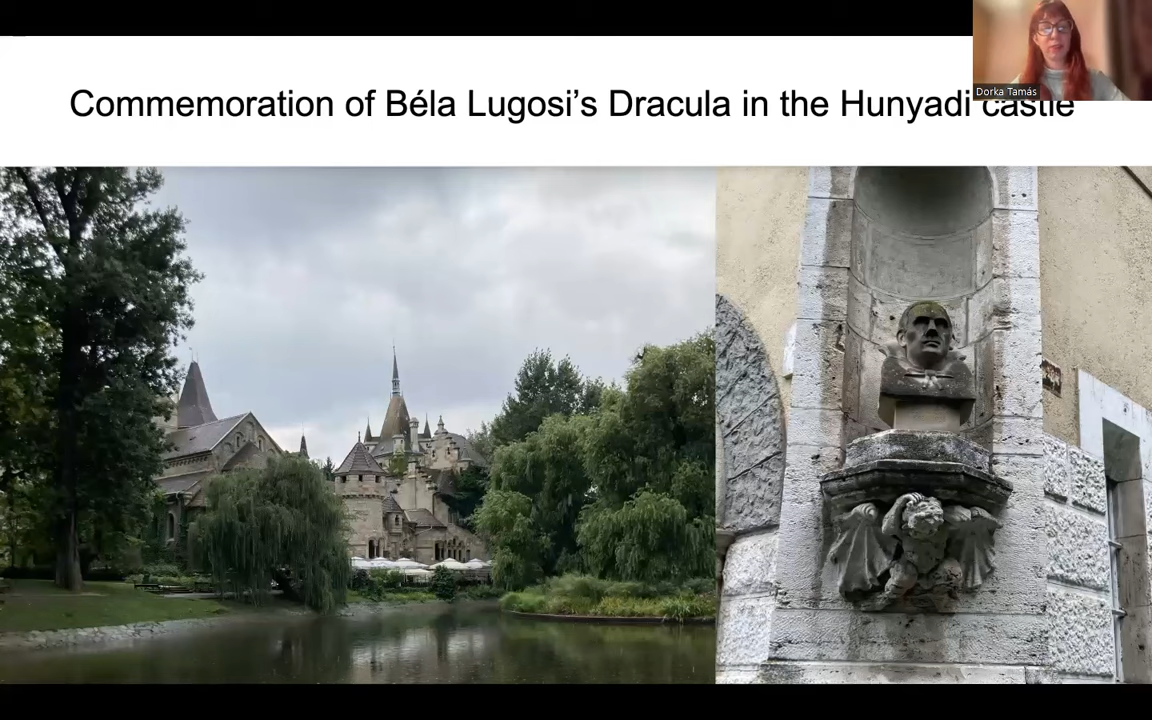 Commemoration of Béla Lugosi's Dracula in the Hunyadi castle
Dorka Tamás